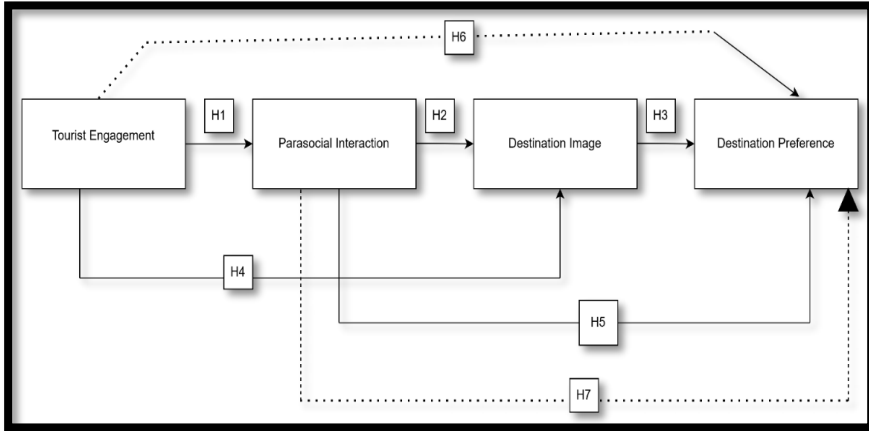 H6
H1
H2
H3
Tourist Engagement
Parasocial Interaction
Destination Image
Destination Preference
H4
H5
H7